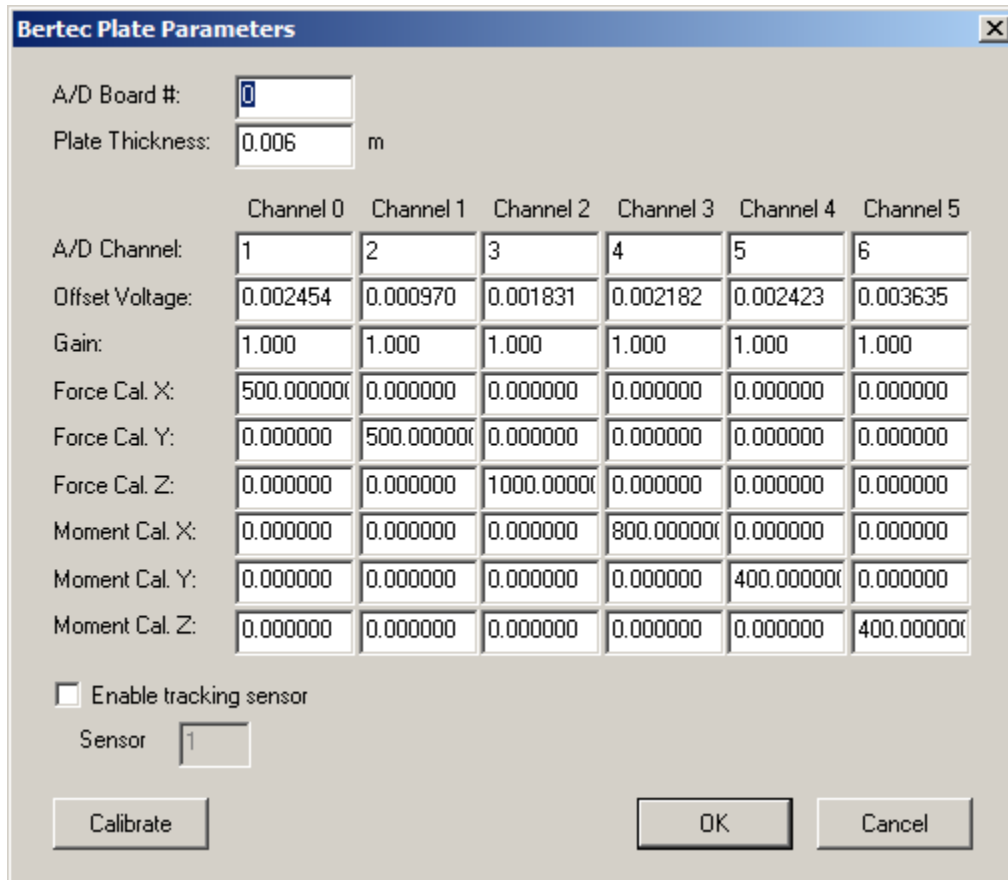 Bertec Plate Parameters
A/D Board #: 0
Plate Thickness: 0.006 m
Channel 0 Channel 1 Channel 2 Channel 3 Channel 4 Channel 5
A/D Channel: 1 2 3 4 5 6
Offset Voltage: 0.002454 0.000970 0.001831 0.002182 0.002423 0.003635
Gain: 1.000 1.000 1.000 1.000 1.000 1.000
Force Cal. X: 500.000000 0.000000 0.000000 0.000000 0.000000 0.000000
Force Cal. Y: 0.000000 500.000000 0.000000 0.000000 0.000000 0.000000
Force Cal. Z: 0.000000 0.000000 1000.00000 0.000000 0.000000 0.000000
Moment Cal. X: 0.000000 0.000000 0.000000 800.000000 0.000000 0.000000
Moment Cal. Y: 0.000000 0.000000 0.000000 0.000000 400.000000 0.000000
Moment Cal. Z: 0.000000 0.000000 0.000000 0.000000 0.000000 400.000000
Enable tracking sensor
Sensor 1
Calibrate OK Cancel